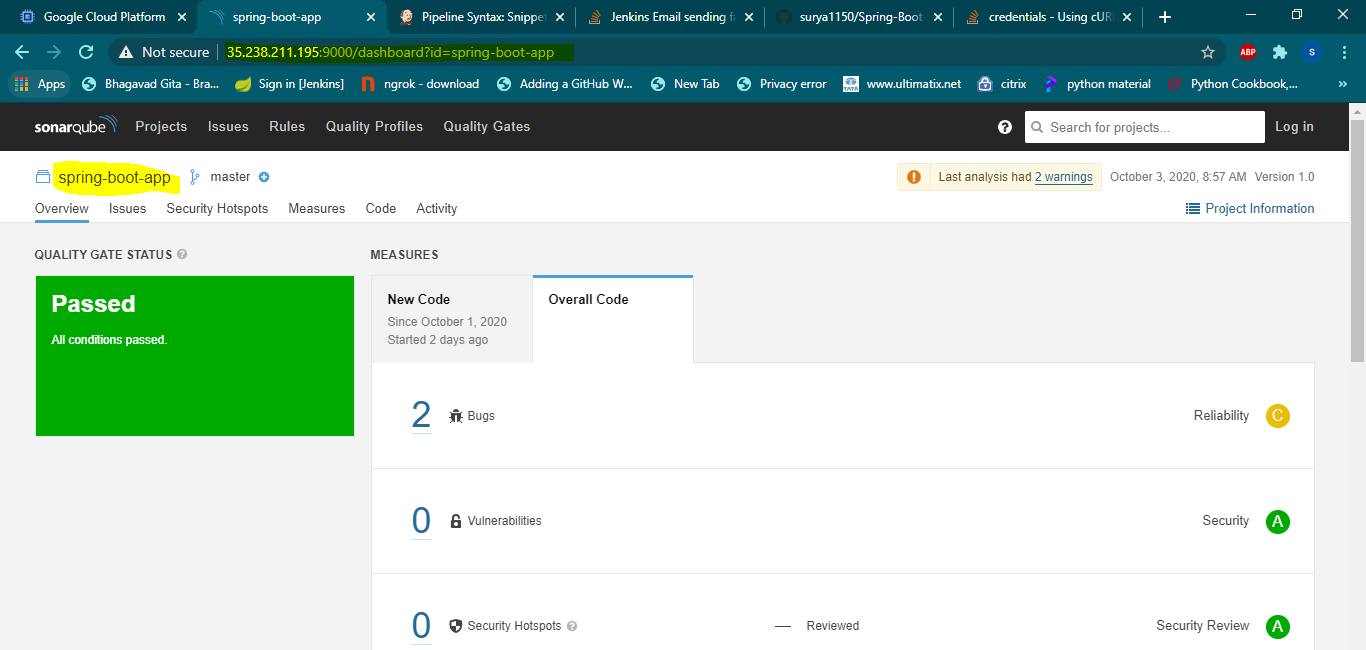 Google Cloud Platform
spring-boot-app
Pipeline Syntax: Snippet
Jenkins Email sending fa
surya1150/Spring-Boot-
credentials - Using cURL
Not secure
35.238.211.195:9000/dashboard?id=spring-boot-app
ABP
S
Apps
Bhagavad Gita - Bra...
Sign in [Jenkins]
ngrok - download
Adding a GitHub W...
New Tab
Privacy error
TATA
www.ultimatix.net
citrix
python material
Python Cookbook,...
»
sonarqube
Projects
Issues
Rules
Quality Profiles
Quality Gates
?
Search for projects...
Log in
spring-boot-app
master
Last analysis had 2 warnings
October 3, 2020, 8:57 AM
Version 1.0
Overview
Issues
Security Hotspots
Measures
Code
Activity
Project Information
QUALITY GATE STATUS ?
MEASURES
Passed
All conditions passed.
New Code
Since October 1, 2020
Started 2 days ago
Overall Code
2
Bugs
Reliability
C
0
Vulnerabilities
Security
A
0
Security Hotspots ?
— Reviewed
Security Review
A